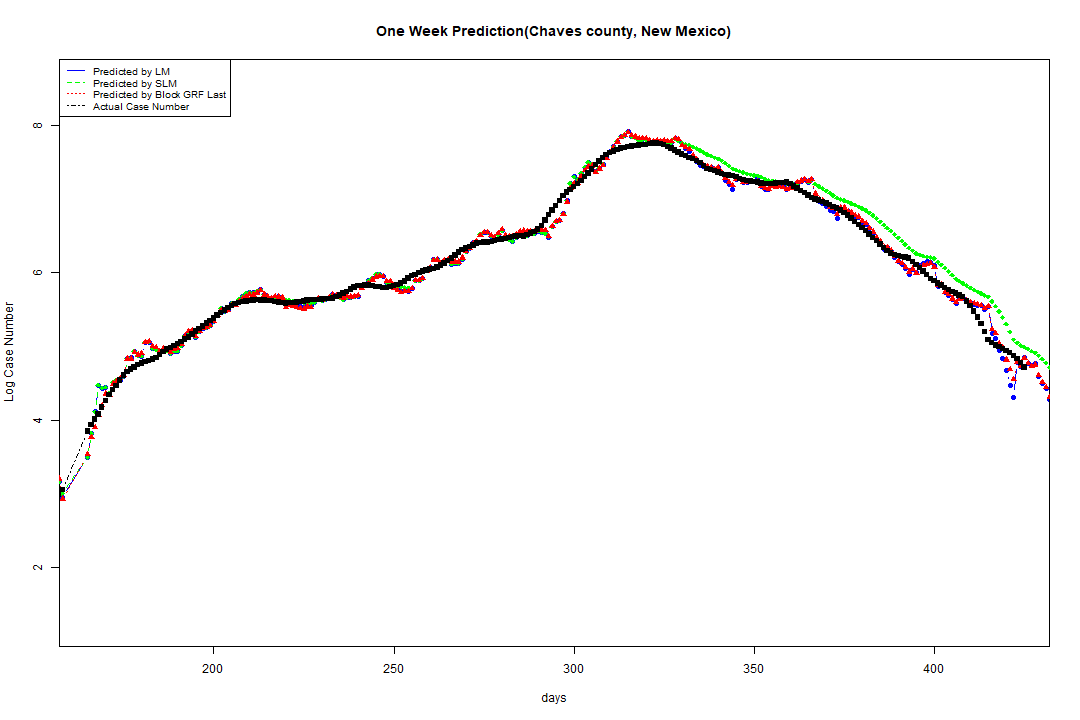 One Week Prediction(Chaves county, New Mexico)
Predicted by LM
Predicted by SLM
Predicted by Block GRF Last
Actual Case Number
8
6
4
2
Log Case Number
200 250 300 350 400
days